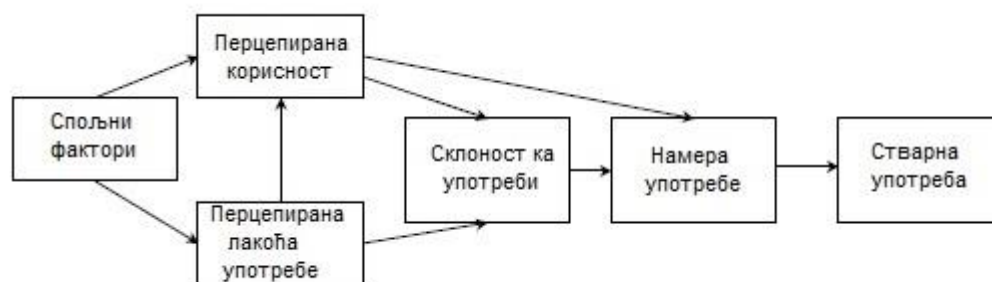 Перцепирана
корисност
Спољни
фактори
Склоност ка
употреби
Намера
употребе
Стварна
употреба
Перцепирана
лакоћа
употребе